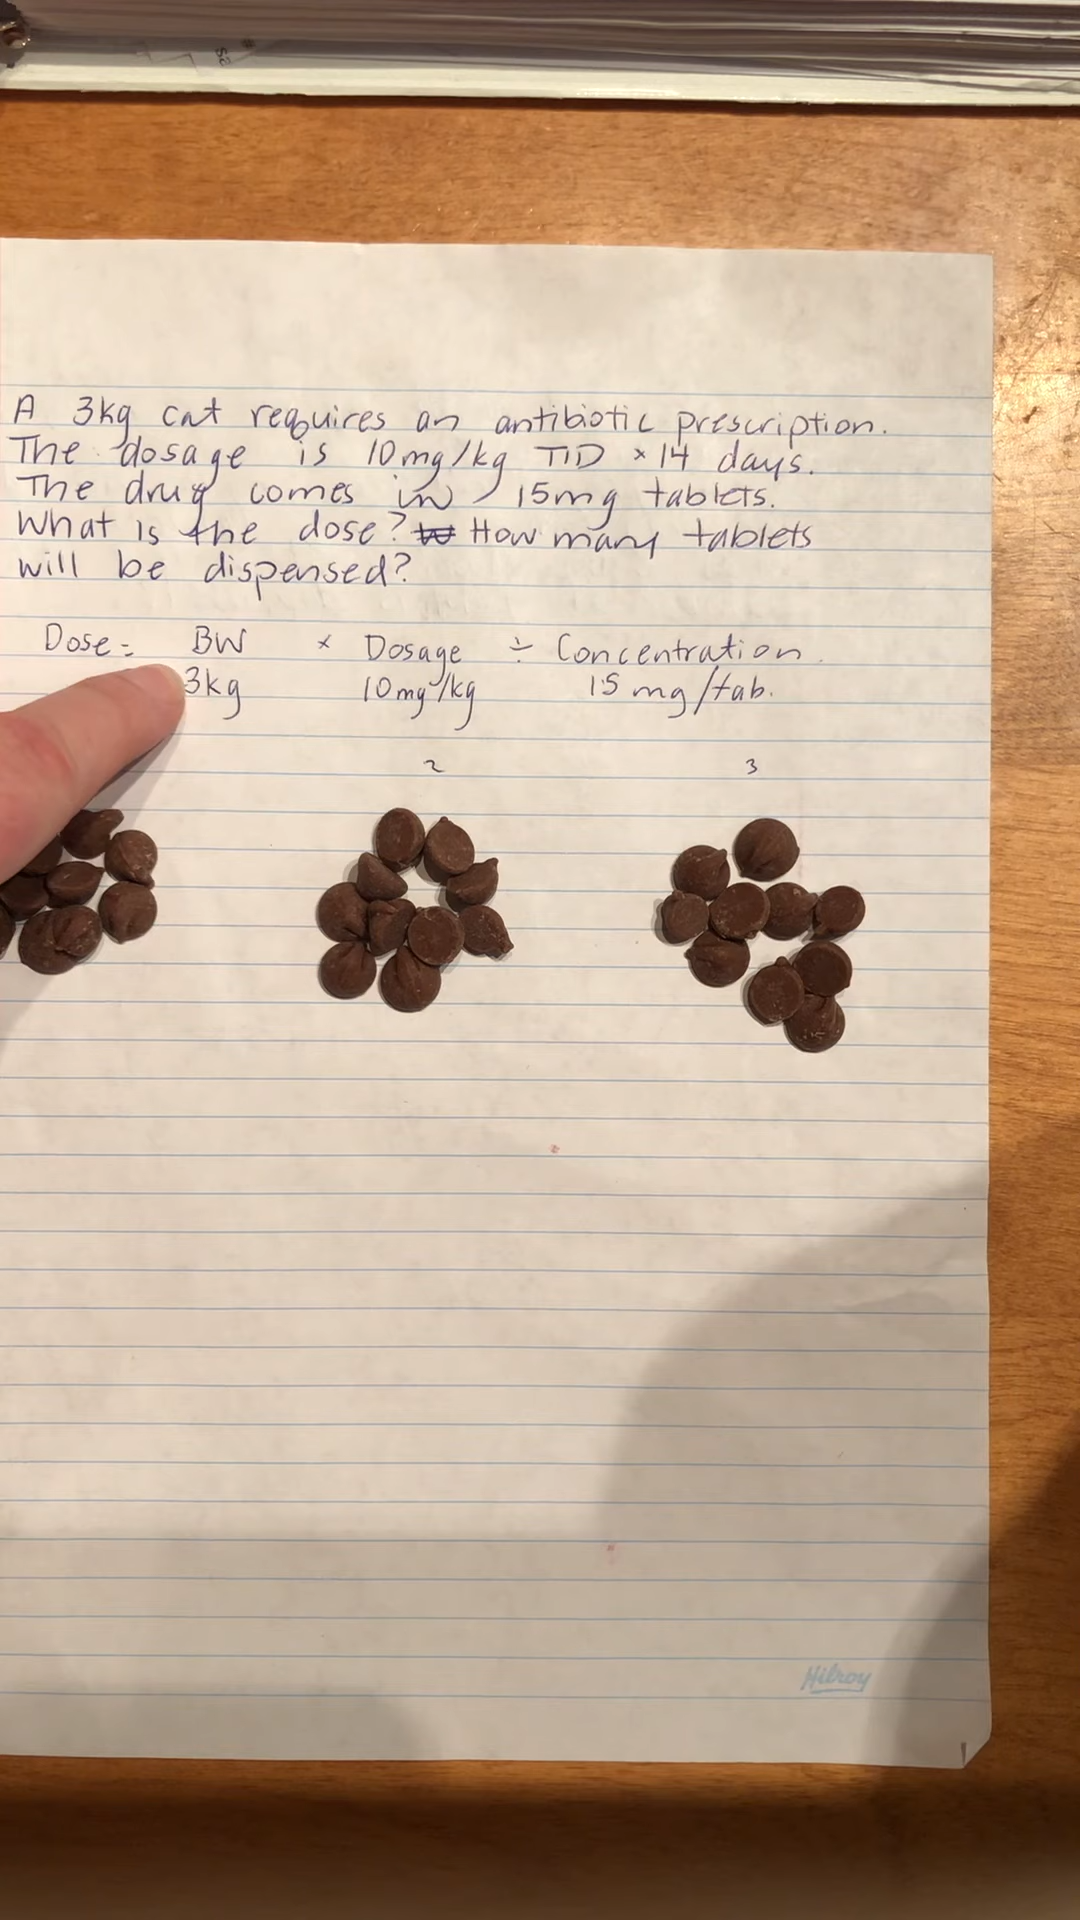 A 3kg cat requires an antibiotic prescription.
The dosage is 10mg/kg TID × 14 days.
The drug comes in 15mg tablets.
What is the dose? How many tablets
will be dispensed?
Dose = BW × Dosage ÷ Concentration.
3kg 10mg/kg 15 mg/tab.
2 3
Hilroy